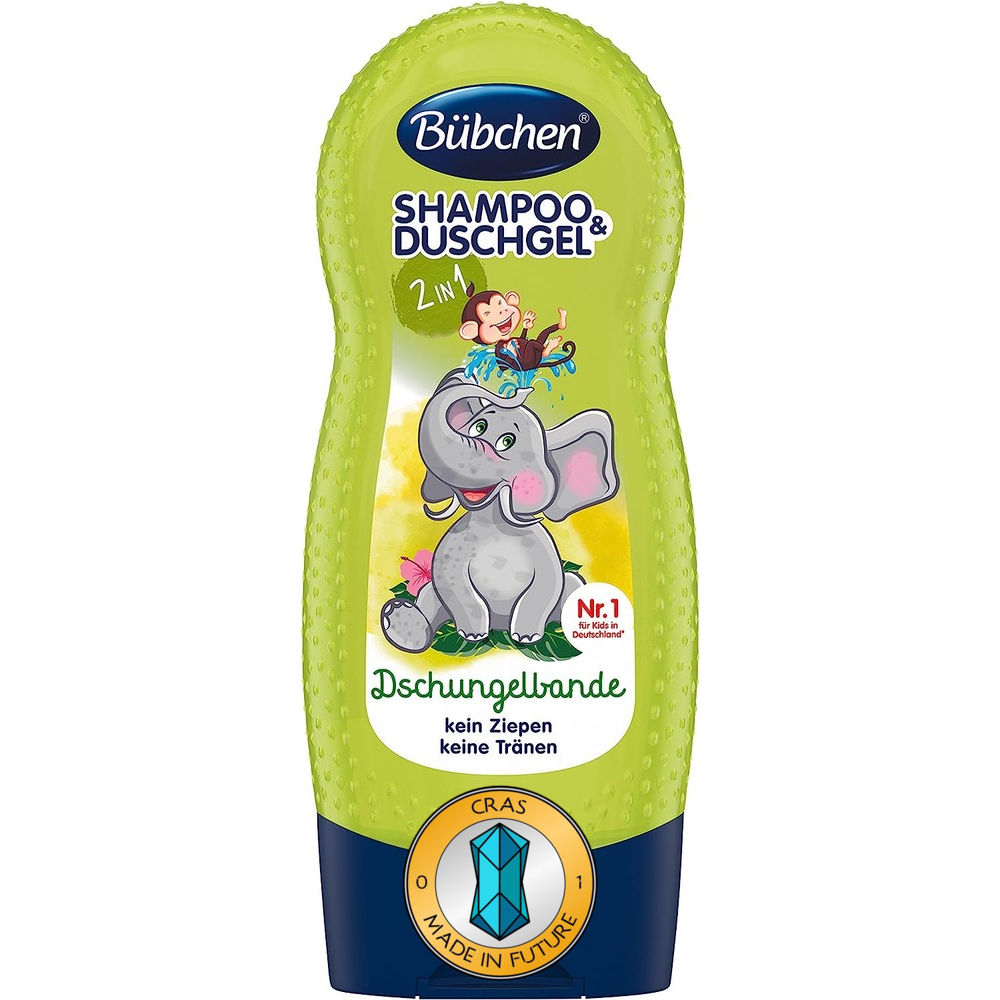 Bübchen®
SHAMPOO &
DUSCHGEL
2 IN 1
Nr.1
für Kids in
Deutschland*
Dschungelbande
kein Ziepen
keine Tränen
CRAS
0 1
MADE IN FUTURE